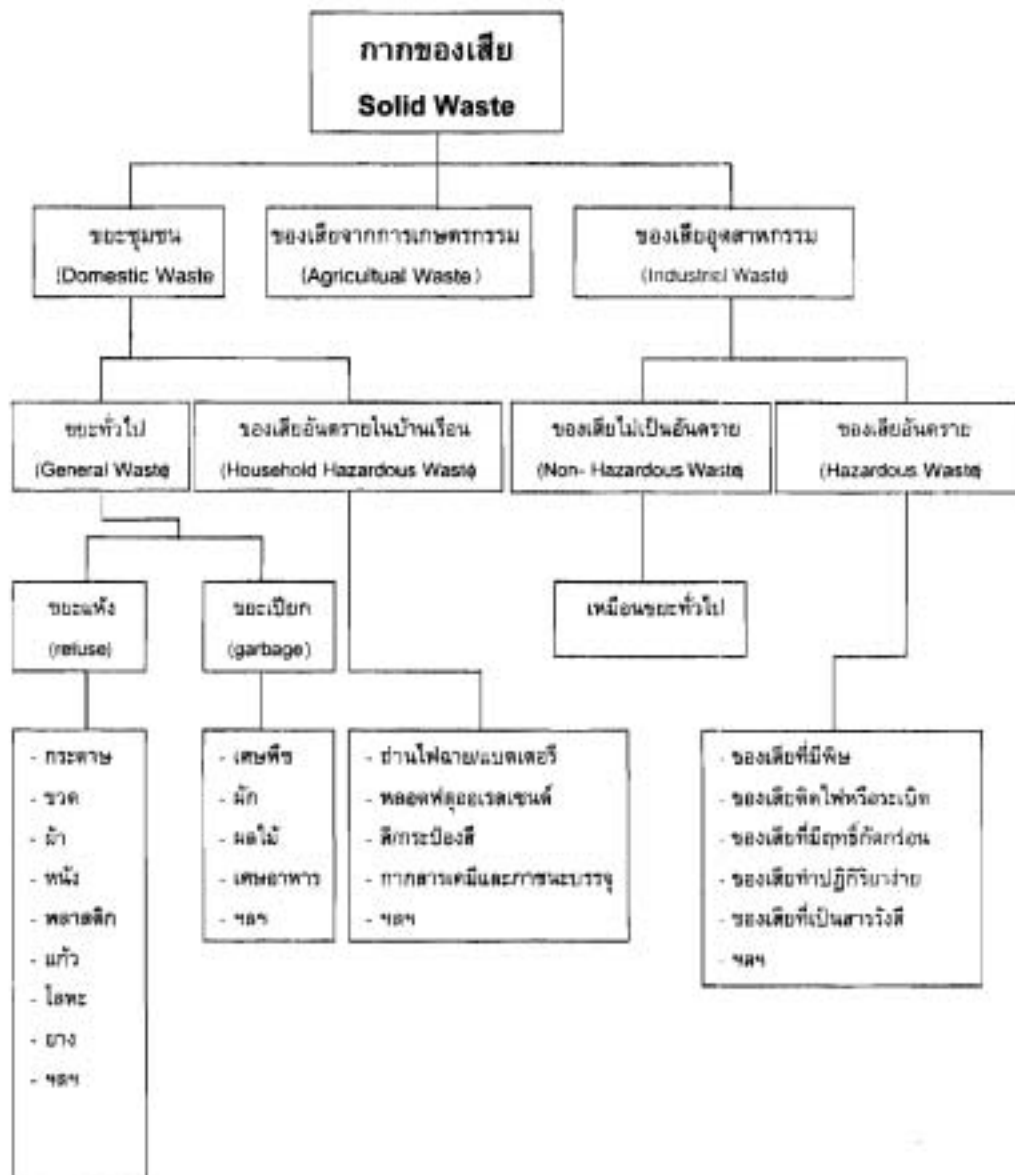 กากของเสีย
Solid Waste
ขยะชุมชน
(Domestic Waste
ของเสียจากการเกษตรกรรม
(Agricultual Waste)
ของเสียอุตสาหกรรม
(Industriel Waste)
ขยะทั่วไป
(General Waste)
ของเสียอันตรายในบ้านเรือน
(Household Hazardous Waste)
ของเสียไม่เป็นอันตราย
(Non- Hazardous Waste)
ของเสียอันตราย
(Hazardous Waste)
ขยะแห้ง
(refuse)
ขยะเปียก
(garbage)
เหมือนขยะทั่วไป
- กระดาษ
- ขวด
- ผ้า
- หนัง
- พลาสติก
- แก้ว
- โลหะ
- ยาง
- ฯลฯ
- เศษพืช
- ผัก
- ผลไม้
- เศษอาหาร
- ฯลฯ
- ถ่านไฟฉาย/แบตเตอรี
- หลอดฟลูออเรสเซนต์
- สี/กระป๋องสี
- กากสารเคมีและภาชนะบรรจุ
- ฯลฯ
- ของเสียที่มีพิษ
- ของเสียติดไฟหรือระเบิด
- ของเสียที่มีฤทธิ์กัดกร่อน
- ของเสียทำปฏิกิริยาง่าย
- ของเสียที่เป็นสารรังสี
- ฯลฯ